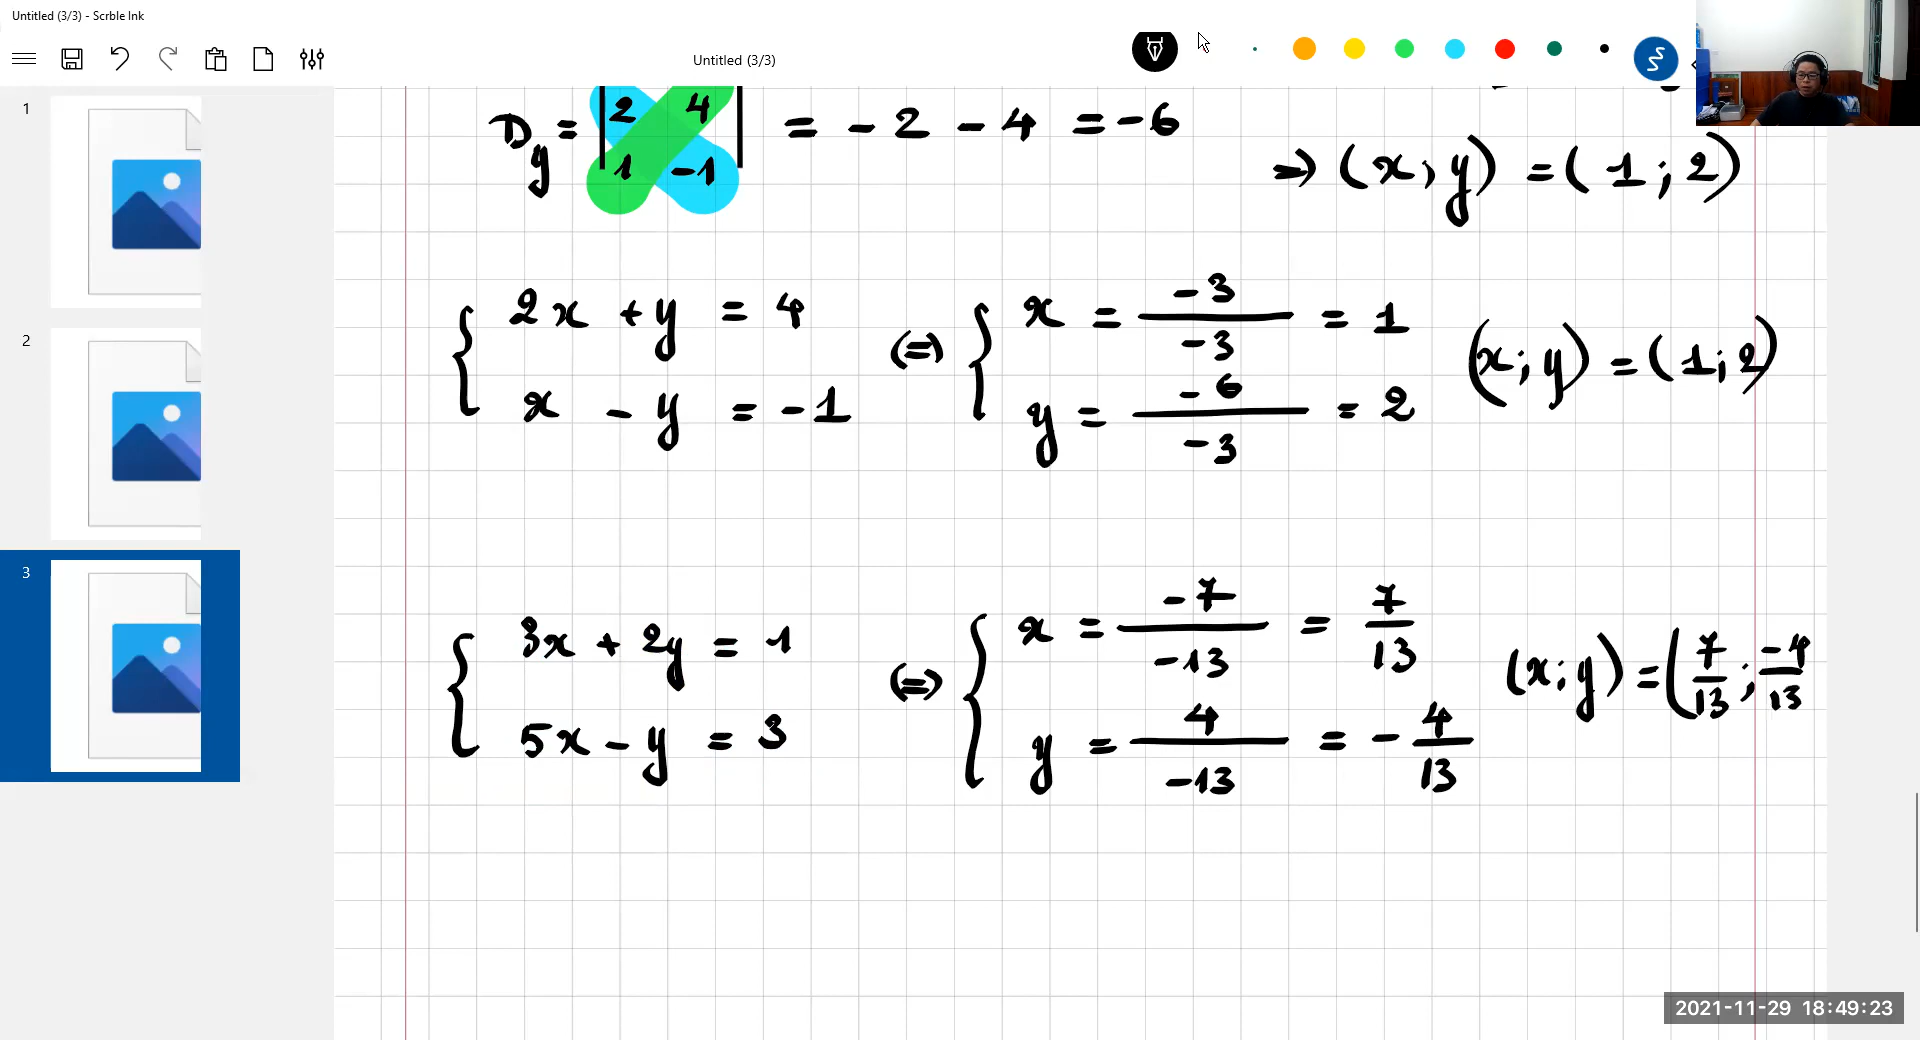 Untitled (3/3) - Scrble Ink
Untitled (3/3)
1
2
3
D_y = | 2 4 | = - 2 - 4 = - 6
| 1 -1 |
⇒ (x; y) = ( 1 ; 2 )
{ 2x + y = 4 (=) { x = -3/-3 = 1 (x; y) = (1; 2)
x - y = -1 y = -6/-3 = 2
{ 3x + 2y = 1 (=) { x = -7/-13 = 7/13 (x; y) = ( 7/13 ; -4/13
5x - y = 3 y = 4/-13 = - 4/13
2021-11-29 18:49:23